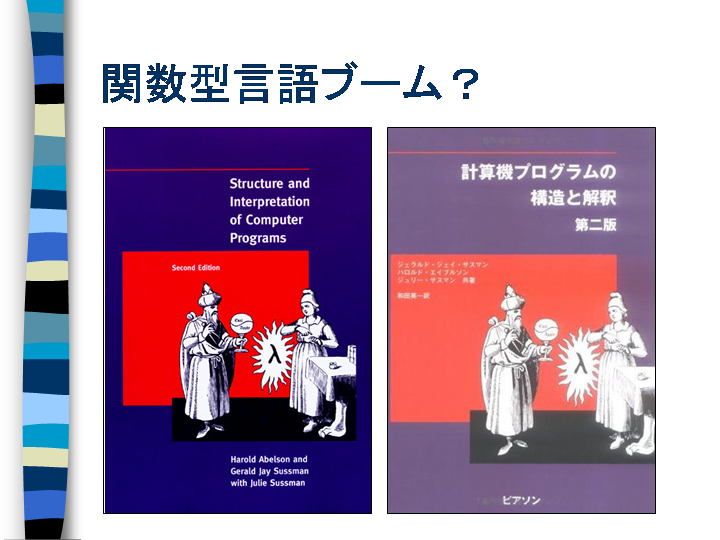 関数型言語ブーム？
Structure and
Interpretation
of Computer
Programs
Second Edition
λ
Harold Abelson and
Gerald Jay Sussman
with Julie Sussman
計算機プログラムの
構造と解釈
第二版
ジェラルド・ジェイ・サスマン
ハロルド・エイブルソン
ジュリー・サスマン 共著
和田英一訳
λ
ピアソン